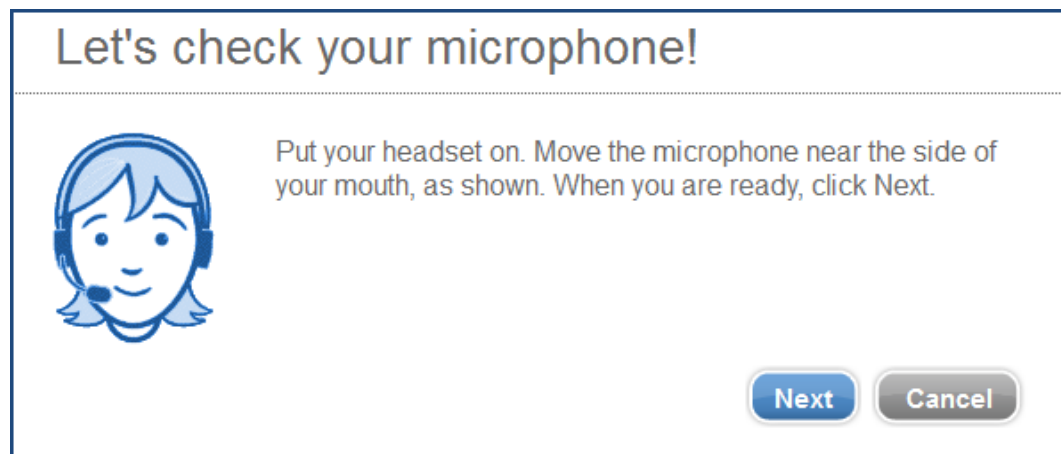 Let's check your microphone!
Put your headset on. Move the microphone near the side of
your mouth, as shown. When you are ready, click Next.
Next Cancel